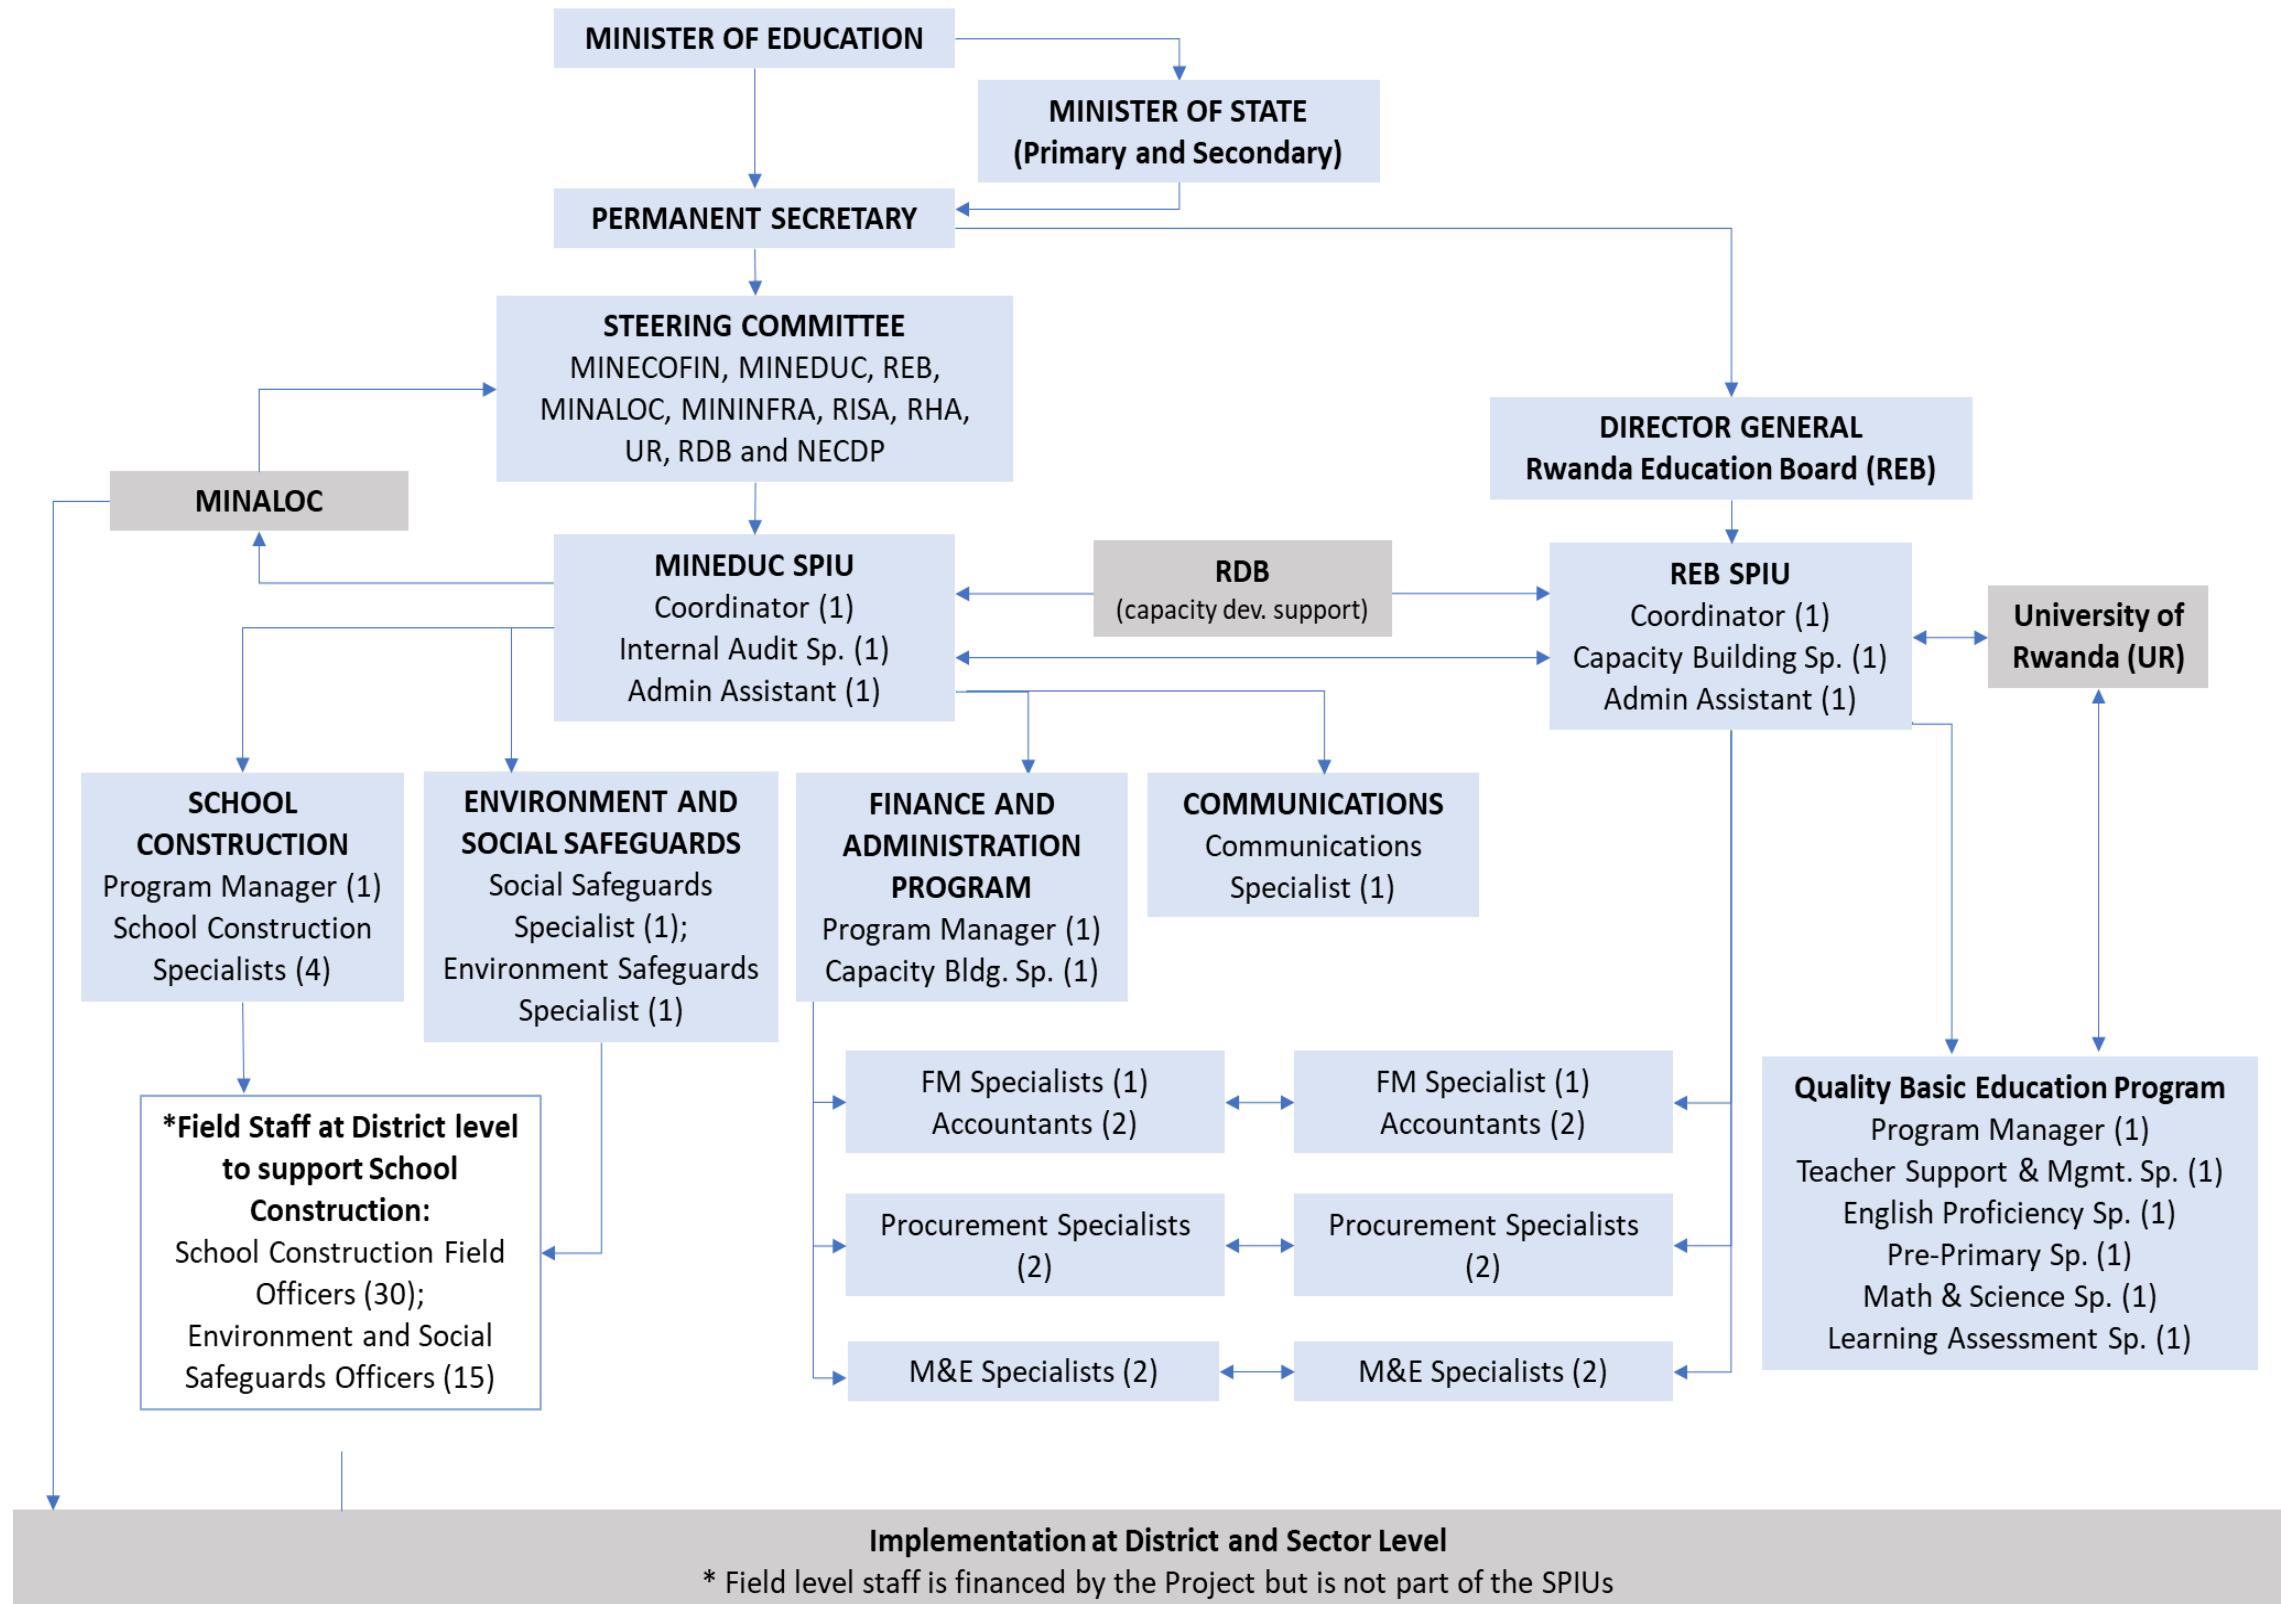 MINISTER OF EDUCATION
MINISTER OF STATE
(Primary and Secondary)
PERMANENT SECRETARY
STEERING COMMITTEE
MINECOFIN, MINEDUC, REB,
MINALOC, MININFRA, RISA, RHA,
UR, RDB and NECDP
DIRECTOR GENERAL
Rwanda Education Board (REB)
MINALOC
MINEDUC SPIU
Coordinator (1)
Internal Audit Sp. (1)
Admin Assistant (1)
RDB
(capacity dev. support)
REB SPIU
Coordinator (1)
Capacity Building Sp. (1)
Admin Assistant (1)
University of
Rwanda (UR)
SCHOOL
CONSTRUCTION
Program Manager (1)
School Construction
Specialists (4)
ENVIRONMENT AND
SOCIAL SAFEGUARDS
Social Safeguards
Specialist (1);
Environment Safeguards
Specialist (1)
FINANCE AND
ADMINISTRATION
PROGRAM
Program Manager (1)
Capacity Bldg. Sp. (1)
COMMUNICATIONS
Communications
Specialist (1)
*Field Staff at District level
to support School
Construction:
School Construction Field
Officers (30);
Environment and Social
Safeguards Officers (15)
FM Specialists (1)
Accountants (2)
FM Specialist (1)
Accountants (2)
Procurement Specialists
(2)
Procurement Specialists
(2)
M&E Specialists (2)
M&E Specialists (2)
Quality Basic Education Program
Program Manager (1)
Teacher Support & Mgmt. Sp. (1)
English Proficiency Sp. (1)
Pre-Primary Sp. (1)
Math & Science Sp. (1)
Learning Assessment Sp. (1)
Implementation at District and Sector Level
* Field level staff is financed by the Project but is not part of the SPIUs